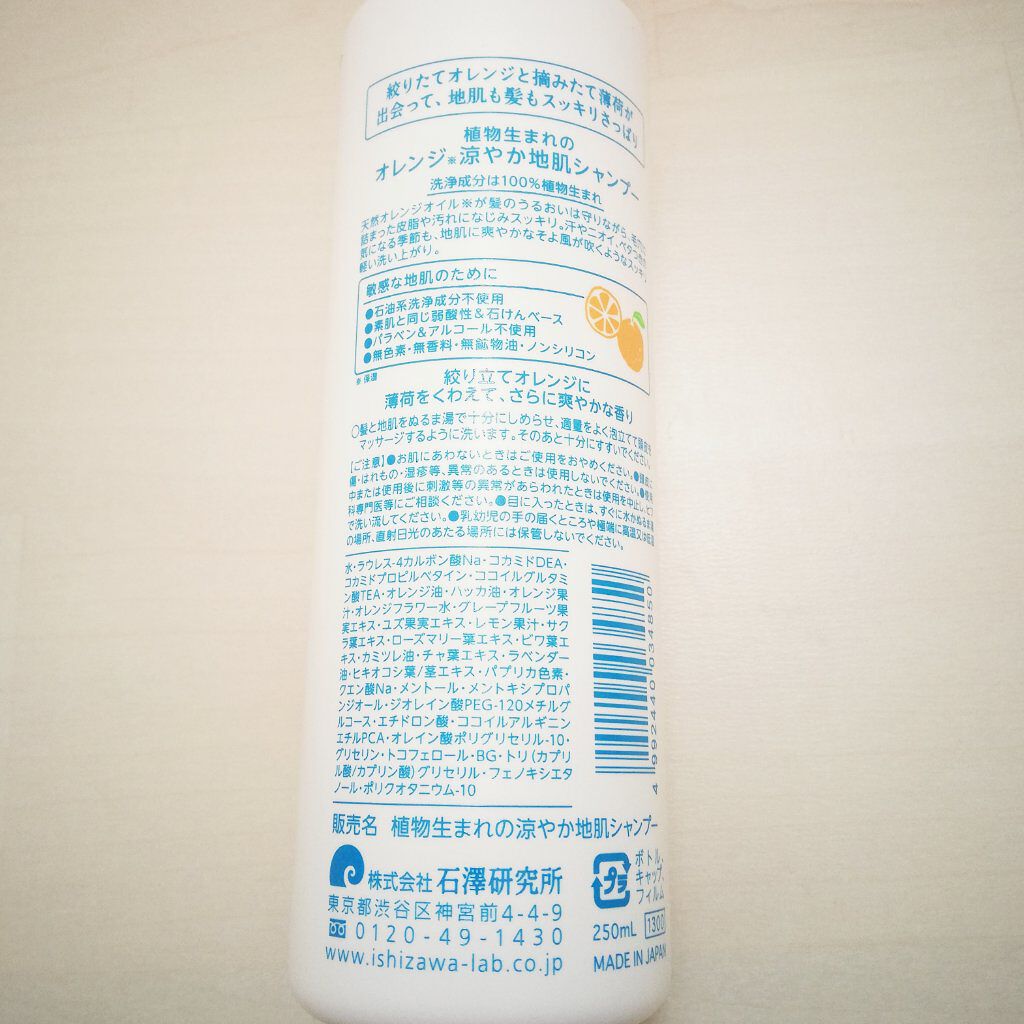 絞りたてオレンジと摘みたて薄荷が
出会って、地肌も髪もスッキリさっぱり
植物生まれの
オレンジ※涼やか地肌シャンプー
洗浄成分は100%植物生まれ
天然オレンジオイル※が髪のうるおいは守りながら、毛穴に
詰まった皮脂や汚れになじみスッキリ。汗やニオイ、ベタつきが
気になる季節も、地肌に爽やかなそよ風が吹くようなスッキリ
軽い洗い上がり。
敏感な地肌のために
●石油系洗浄成分不使用
●素肌と同じ弱酸性&石けんベース
●パラベン&アルコール不使用
●無色素・無香料・無鉱物油・ノンシリコン
※ 保湿
絞り立てオレンジに
薄荷をくわえて、さらに爽やかな香り
○髪と地肌をぬるま湯で十分にしめらせ、適量をよく泡立てて頭皮を
マッサージするように洗います。そのあと十分にすすいでください。
【ご注意】●お肌にあわないときはご使用をおやめください。●頭皮に
傷・はれもの・湿疹等、異常のあるときは使用しないでください。●使用
中または使用後に刺激等の異常があらわれたときは使用を中止し、
科専門医等にご相談ください。●目に入ったときは、すぐに水かぬるま湯
で洗い流してください。●乳幼児の手の届くところや極端に高温又は低温
の場所、直射日光のあたる場所には保管しないでください。
水・ラウレス-4カルボン酸Na・コカミドDEA・
コカミドプロピルベタイン・ココイルグルタミ
ン酸TEA・オレンジ油・ハッカ油・オレンジ果
汁・オレンジフラワー水・グレープフルーツ果
実エキス・ユズ果実エキス・レモン果汁・サク
ラ葉エキス・ローズマリー葉エキス・ビワ葉エ
キス・カミツレ油・チャ葉エキス・ラベンダー
油・ヒキオコシ葉/茎エキス・パプリカ色素・
クエン酸Na・メントール・メントキシプロパ
ンジオール・ジオレイン酸PEG-120メチルグ
ルコース・エチドロン酸・ココイルアルギニン
エチルPCA・オレイン酸ポリグリセリル-10・
グリセリン・トコフェロール・BG・トリ(カプリ
ル酸/カプリン酸)グリセリル・フェノキシエタ
ノール・ポリクオタニウム-10
4 992440 034850
販売名 植物生まれの涼やか地肌シャンプー
株式会社 石澤研究所
東京都渋谷区神宮前4-4-9
0120-49-1430
www.ishizawa-lab.co.jp
プラ
ボトル、
キャップ、
フィルム
250mL 1300
MADE IN JAPAN